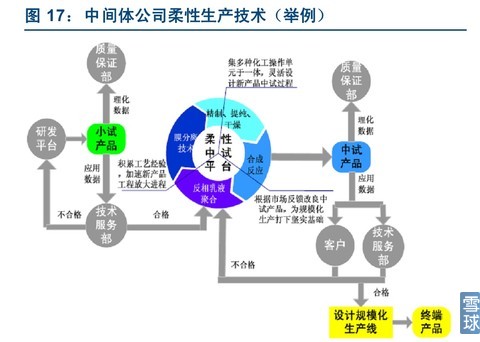 图 17：中间体公司柔性生产技术（举例）
质量
保证
部
集多种化工操作单
元于一体，灵活设
计新产品中试过程
质量
保证
部
理化
数据
理化
数据
精制、提纯、
干燥
研发
平台
小试
产品
膜分离
技术
柔 性
中 试
平 台
合成
反应
中试
产品
应用
数据
积累工艺经验
，加速新产品
工程放大进程
反相乳液
聚合
根据市场反馈改良中
试产品，为规模化
生产打下坚实基础
应用
数据
不合格
技术
服务
部
合格
客户
技术
服务
部
不合格
合格
设计规模化
生产线
终端
产品
雪球